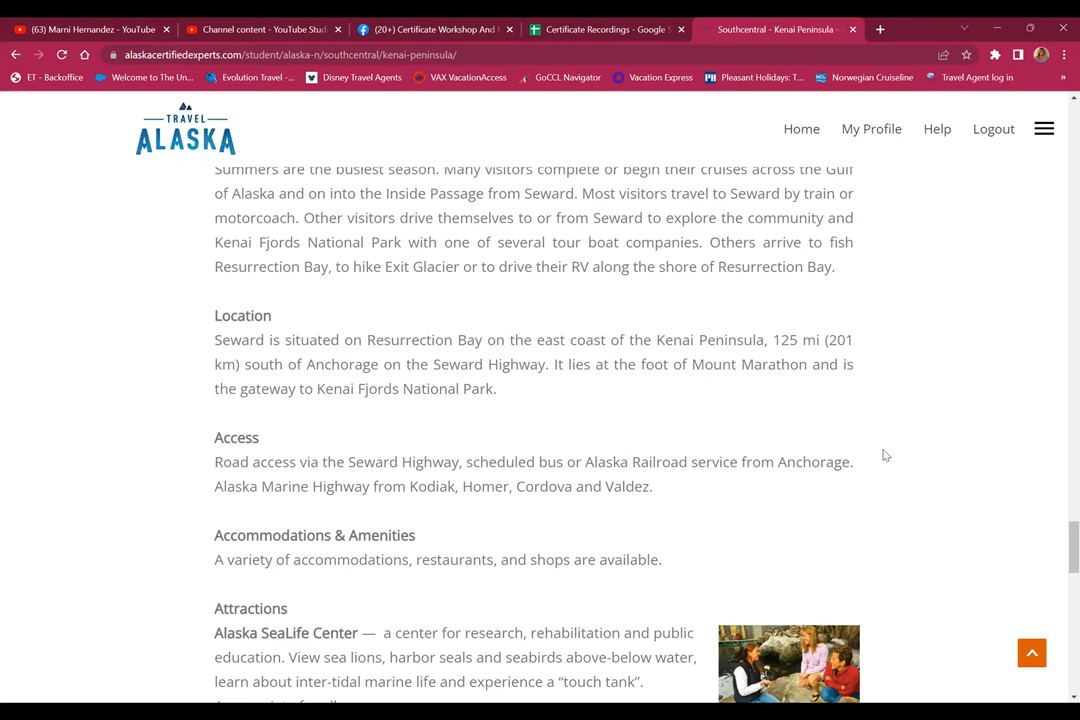 (63) Marni Hernandez - YouTube
Channel content - YouTube Stud
(20+) Certificate Workshop And
Certificate Recordings - Google S
Southcentral - Kenai Peninsula -
alaskacertifiedexperts.com/student/alaska-n/southcentral/kenai-peninsula/
ET - Backoffice
Welcome to The Un...
Evolution Travel -...
Disney Travel Agents
VAX VacationAccess
GoCCL Navigator
Vacation Express
Pleasant Holidays: T...
Norwegian Cruiseline
Travel Agent log in
»
TRAVEL
ALASKA
Home My Profile Help Logout
Summers are the busiest season. Many visitors complete or begin their cruises across the Gulf
of Alaska and on into the Inside Passage from Seward. Most visitors travel to Seward by train or
motorcoach. Other visitors drive themselves to or from Seward to explore the community and
Kenai Fjords National Park with one of several tour boat companies. Others arrive to fish
Resurrection Bay, to hike Exit Glacier or to drive their RV along the shore of Resurrection Bay.
Location
Seward is situated on Resurrection Bay on the east coast of the Kenai Peninsula, 125 mi (201
km) south of Anchorage on the Seward Highway. It lies at the foot of Mount Marathon and is
the gateway to Kenai Fjords National Park.
Access
Road access via the Seward Highway, scheduled bus or Alaska Railroad service from Anchorage.
Alaska Marine Highway from Kodiak, Homer, Cordova and Valdez.
Accommodations & Amenities
A variety of accommodations, restaurants, and shops are available.
Attractions
Alaska SeaLife Center — a center for research, rehabilitation and public
education. View sea lions, harbor seals and seabirds above-below water,
learn about inter-tidal marine life and experience a “touch tank”.